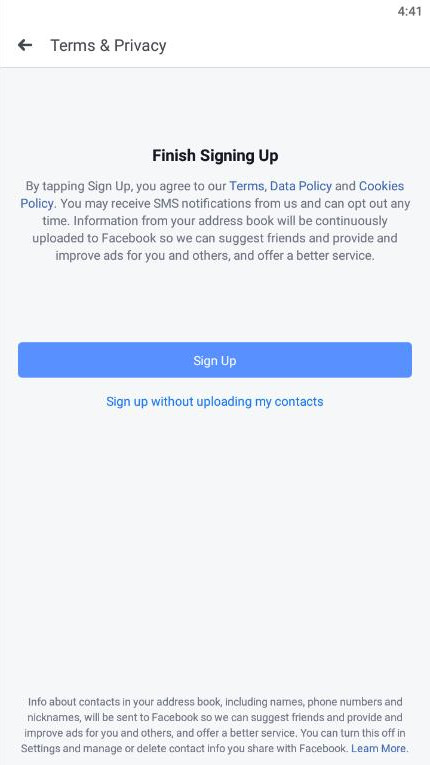 4:41
Terms & Privacy
Finish Signing Up
By tapping Sign Up, you agree to our Terms, Data Policy and Cookies
Policy. You may receive SMS notifications from us and can opt out any
time. Information from your address book will be continuously
uploaded to Facebook so we can suggest friends and provide and
improve ads for you and others, and offer a better service.
Sign Up
Sign up without uploading my contacts
Info about contacts in your address book, including names, phone numbers and
nicknames, will be sent to Facebook so we can suggest friends and provide and
improve ads for you and others, and offer a better service. You can turn this off in
Settings and manage or delete contact info you share with Facebook. Learn More.